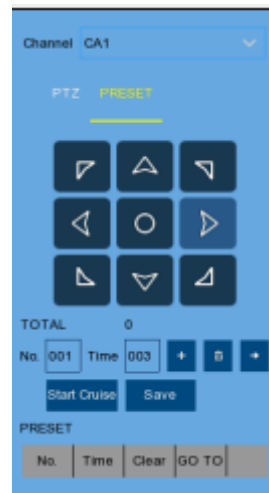 Channel CA1
PTZ PRESET
TOTAL 0
No. 001 Time 003 +
Start Cruise Save
PRESET
No. Time Clear GO TO